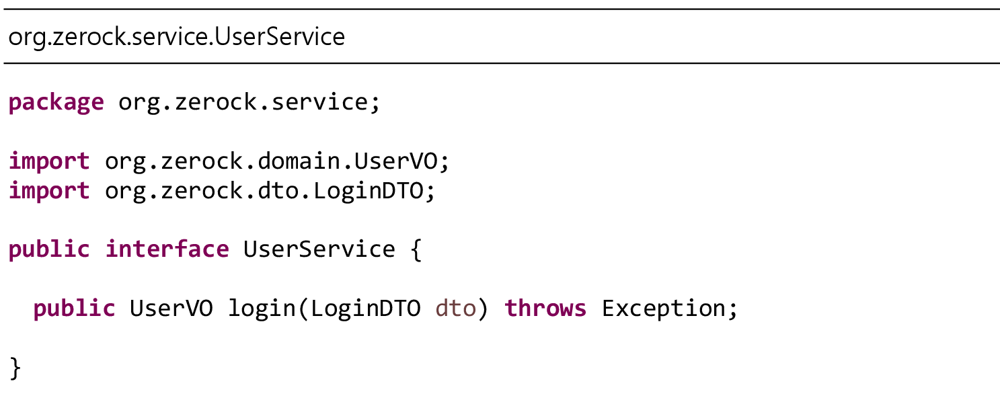 org.zerock.service.UserService
package org.zerock.service;
import org.zerock.domain.UserVO;
import org.zerock.dto.LoginDTO;
public interface UserService {
public UserVO login(LoginDTO dto) throws Exception;
}